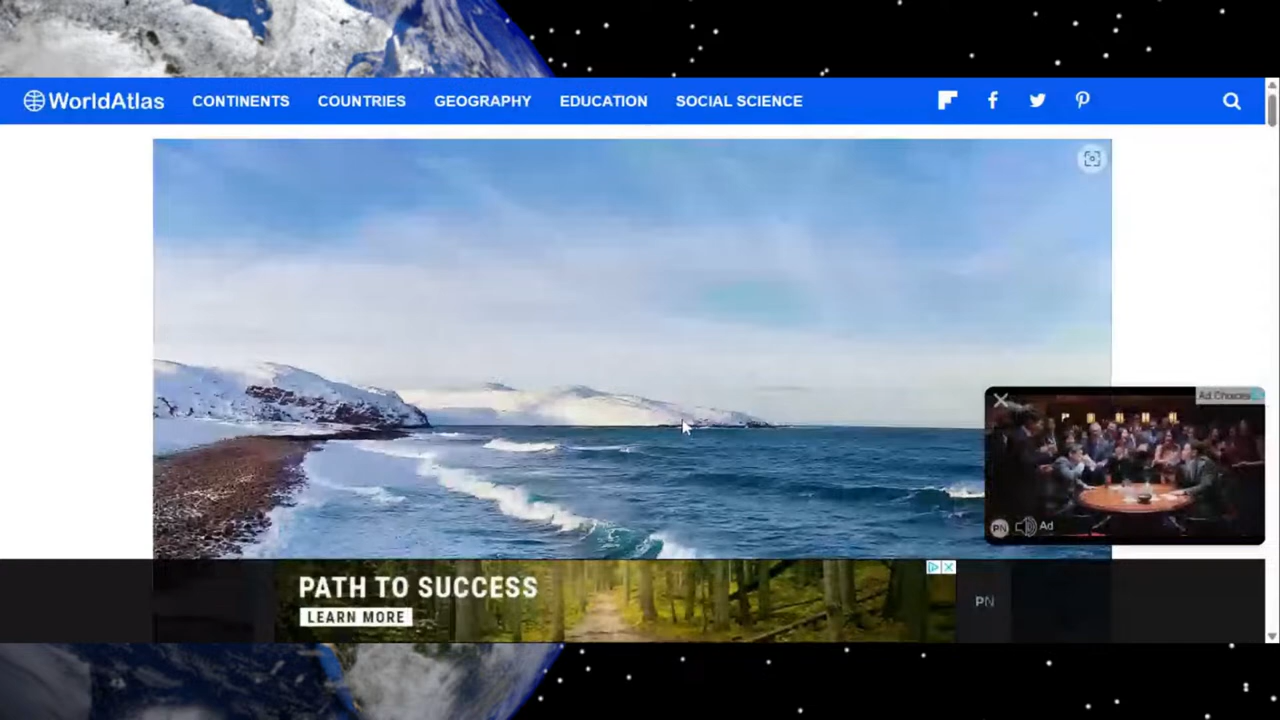 WorldAtlas CONTINENTS COUNTRIES GEOGRAPHY EDUCATION SOCIAL SCIENCE
Ad Choices
PN Ad
PATH TO SUCCESS
LEARN MORE
PN